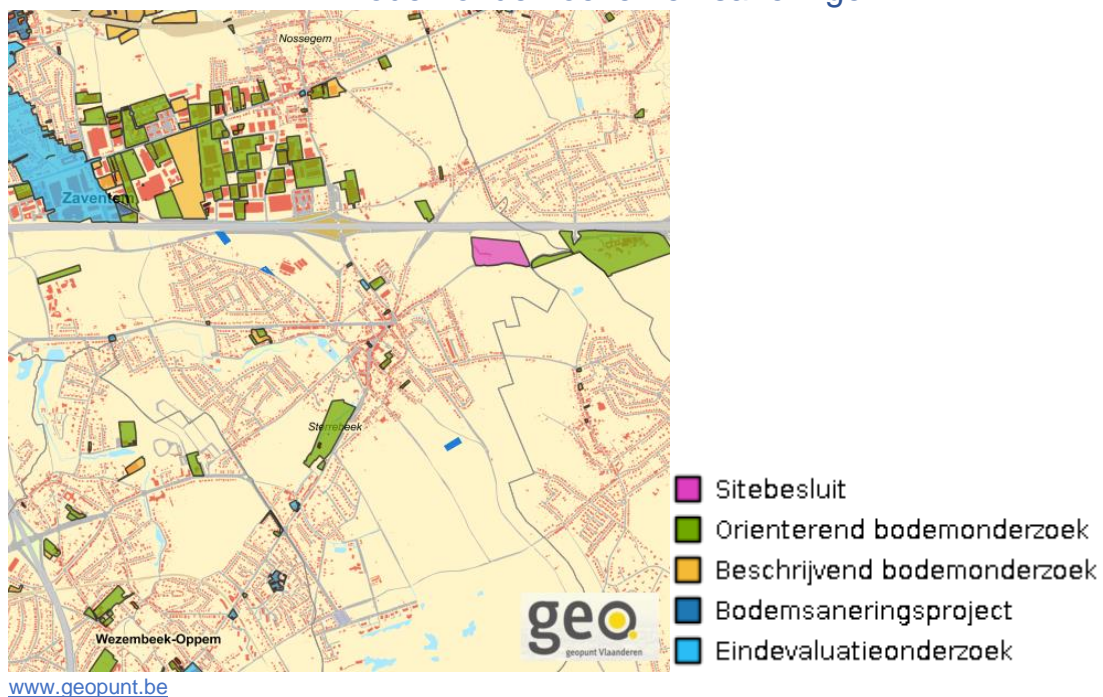 Nossegem
Zaventem
Sterrebeek
Wezembeek-Oppem
geo
geopunt Vlaanderen
Sitebesluit
Orienterend bodemonderzoek
Beschrijvend bodemonderzoek
Bodemsaneringsproject
Eindevaluatieonderzoek
www.geopunt.be